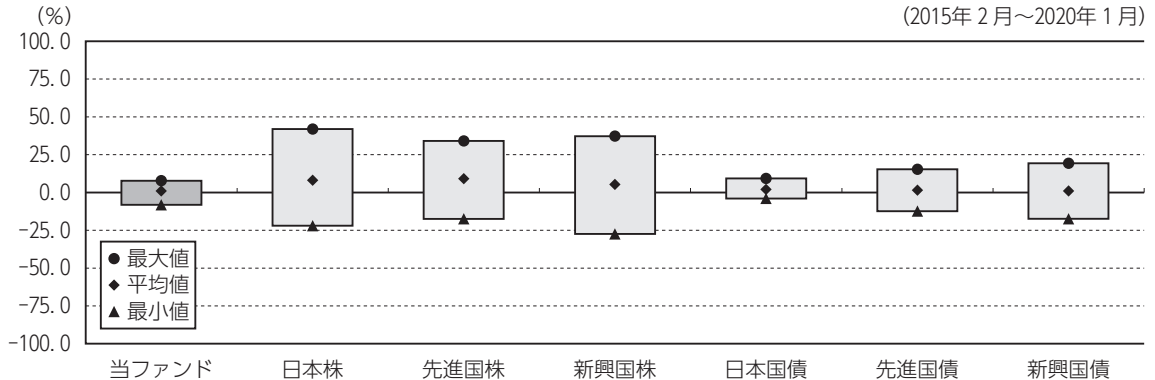 (%)
(2015年2月～2020年1月)
100.0
75.0
50.0
25.0
0.0
-25.0
-50.0
-75.0
-100.0
最大値
平均値
最小値
当ファンド 日本株 先進国株 新興国株 日本国債 先進国債 新興国債